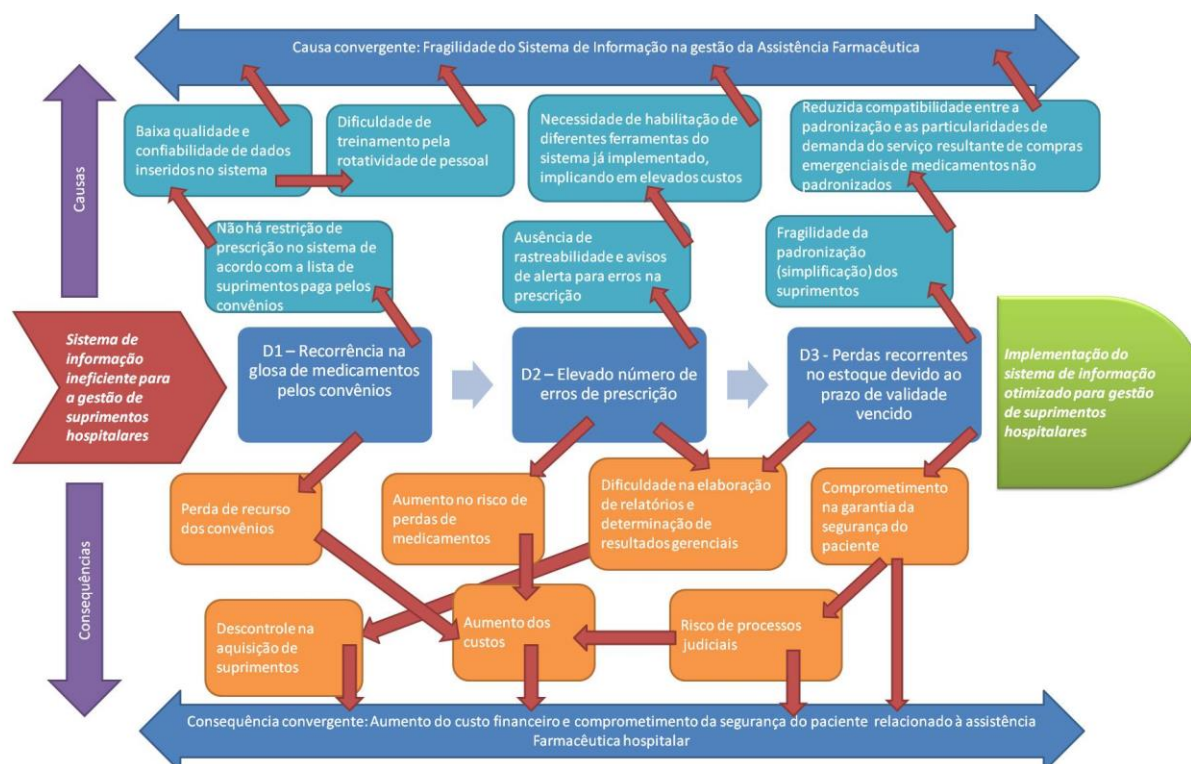 Causa convergente: Fragilidade do Sistema de Informação na gestão da Assistência Farmacêutica
Causas
Baixa qualidade e
confiabilidade de dados
inseridos no sistema
Dificuldade de
treinamento pela
rotatividade de pessoal
Necessidade de habilitação de
diferentes ferramentas do
sistema já implementado,
implicando em elevados custos
Reduzida compatibilidade entre a
padronização e as particularidades de
demanda do serviço resultante de compras
emergenciais de medicamentos não
padronizados
Não há restrição de
prescrição no sistema de
acordo com a lista de
suprimentos paga pelos
convênios
Ausência de
rastreabilidade e avisos
de alerta para erros na
prescrição
Fragilidade da
padronização
(simplificação) dos
suprimentos
Sistema de
informação
ineficiente para
a gestão de
suprimentos
hospitalares
D1 – Recorrência na
glosa de medicamentos
pelos convênios
D2 – Elevado número de
erros de prescrição
D3 - Perdas recorrentes
no estoque devido ao
prazo de validade
vencido
Implementação do
sistema de informação
otimizado para gestão
de suprimentos
hospitalares
Consequências
Perda de recurso
dos convênios
Aumento no risco de
perdas de
medicamentos
Dificuldade na elaboração
de relatórios e
determinação de
resultados gerenciais
Comprometimento
na garantia da
segurança do
paciente
Descontrole na
aquisição de
suprimentos
Aumento dos
custos
Risco de processos
judiciais
Consequência convergente: Aumento do custo financeiro e comprometimento da segurança do paciente relacionado à assistência
Farmacêutica hospitalar